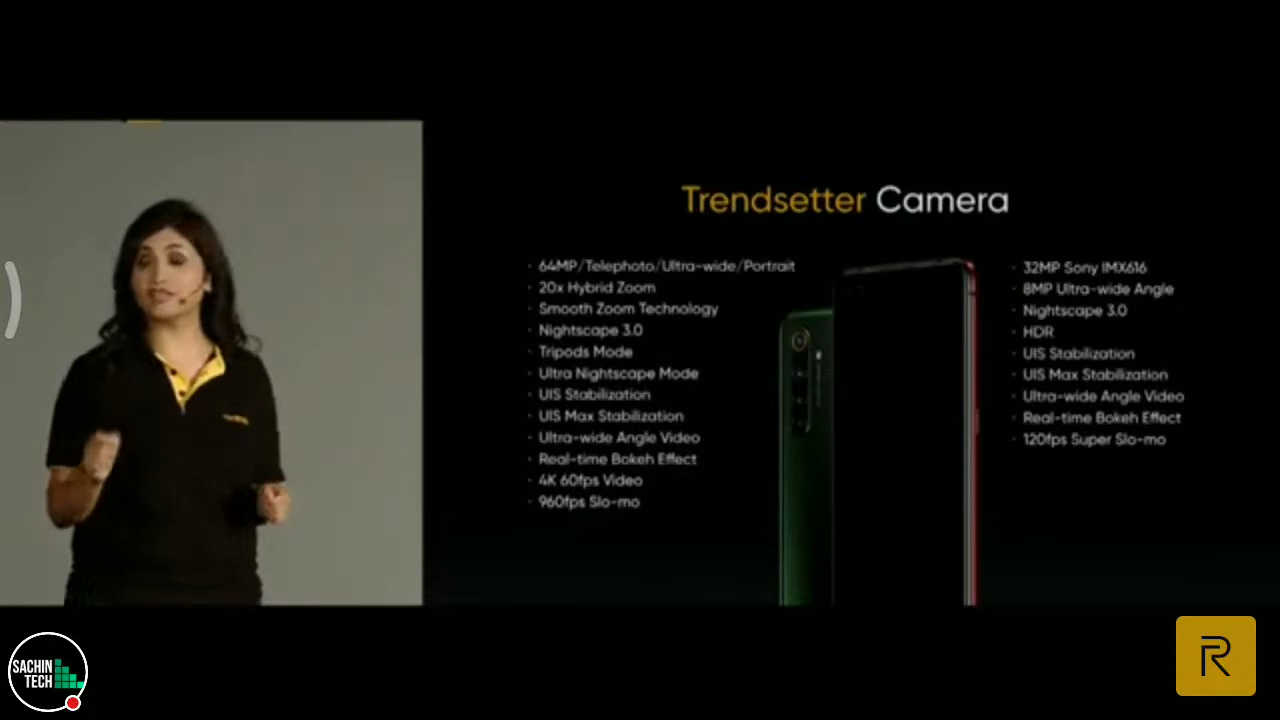 Trendsetter Camera
64MP/Telephoto/Ultra-wide/Portrait
20x Hybrid Zoom
Smooth Zoom Technology
Nightscape 3.0
Tripods Mode
Ultra Nightscape Mode
UIS Stabilization
UIS Max Stabilization
Ultra-wide Angle Video
Real-time Bokeh Effect
4K 60fps Video
960fps Slo-mo
32MP Sony IMX616
8MP Ultra-wide Angle
Nightscape 3.0
HDR
UIS Stabilization
UIS Max Stabilization
Ultra-wide Angle Video
Real-time Bokeh Effect
120fps Super Slo-mo
SACHIN
TECH
R